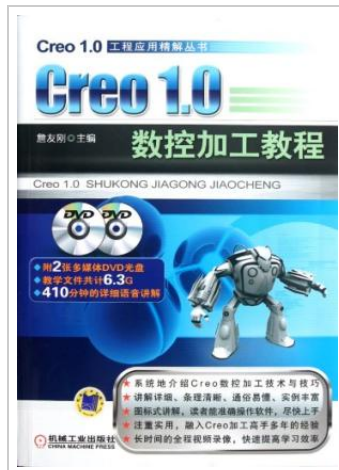 Creo 1.0 工程应用精解丛书
Creo 1.0
詹友刚 主编
数控加工教程
Creo 1.0 SHUKONG JIAGONG JIAOCHENG
DVD DVD
附2张多媒体DVD光盘
教学文件共计6.3G
410分钟的详细语音讲解
★系统地介绍Creo数控加工技术与技巧
★讲解详细、条理清晰、通俗易懂、实例丰富
★图标式讲解，读者能准确操作软件，尽快上手
★注重实用，融入Creo加工高手多年的经验
★长时间的全程视频录像，快速提高学习效率
机械工业出版社
CHINA MACHINE PRESS